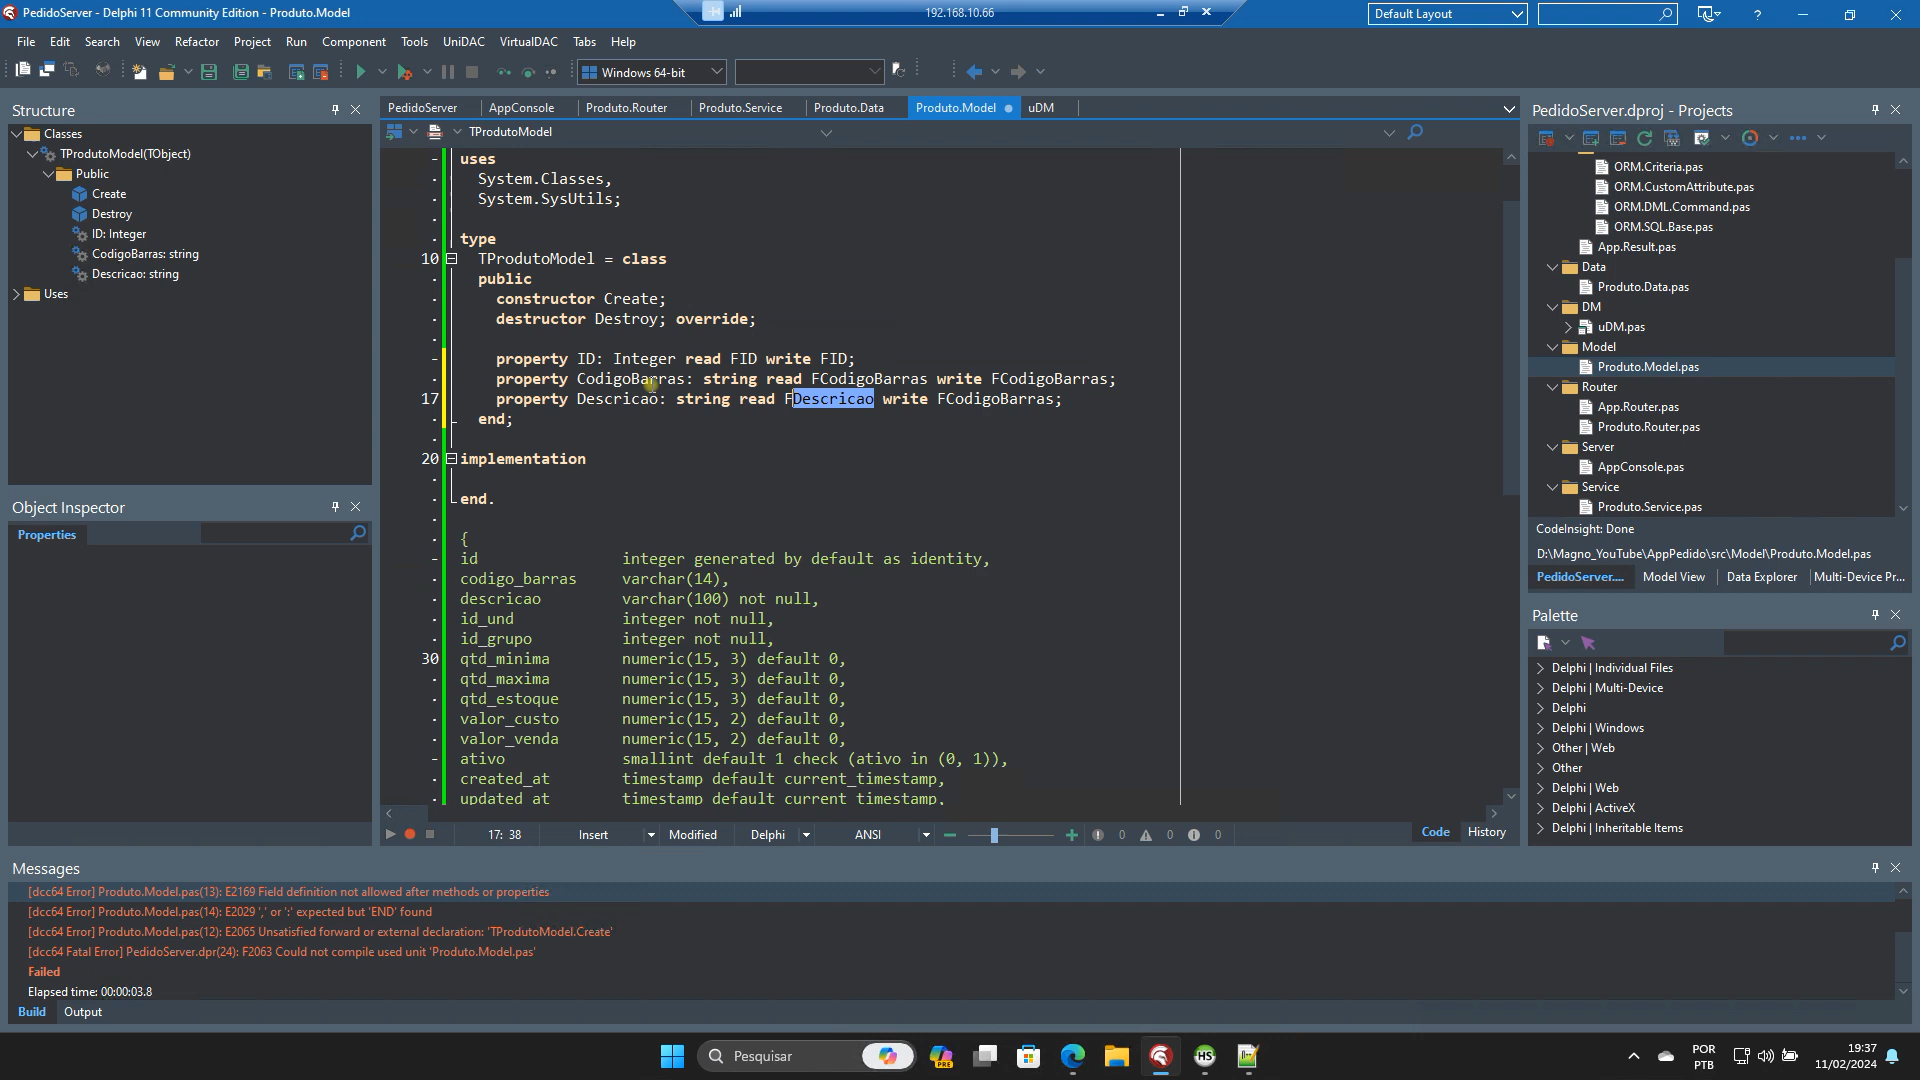 PedidoServer - Delphi 11 Community Edition - Produto.Model
192.168.10.66
Default Layout
File Edit Search View Refactor Project Run Component Tools UniDAC VirtualDAC Tabs Help
Windows 64-bit
Structure
Classes
TProdutoModel(TObject)
Public
Create
Destroy
ID: Integer
CodigoBarras: string
Descricao: string
Uses
Object Inspector
Properties
PedidoServer AppConsole Produto.Router Produto.Service Produto.Data Produto.Model uDM
TProdutoModel
uses
System.Classes,
System.SysUtils;
type
10 TProdutoModel = class
public
constructor Create;
destructor Destroy; override;
property ID: Integer read FID write FID;
property CodigoBarras: string read FCodigoBarras write FCodigoBarras;
17 property Descricao: string read FDescricao write FCodigoBarras;
end;
20 implementation
end.
{
id integer generated by default as identity,
codigo_barras varchar(14),
descricao varchar(100) not null,
id_und integer not null,
id_grupo integer not null,
30 qtd_minima numeric(15, 3) default 0,
qtd_maxima numeric(15, 3) default 0,
qtd_estoque numeric(15, 3) default 0,
valor_custo numeric(15, 2) default 0,
valor_venda numeric(15, 2) default 0,
ativo smallint default 1 check (ativo in (0, 1)),
created_at timestamp default current_timestamp,
updated at timestamp default current timestamp,
17: 38 Insert Modified Delphi ANSI 0 0 0 Code History
PedidoServer.dproj - Projects
ORM.Criteria.pas
ORM.CustomAttribute.pas
ORM.DML.Command.pas
ORM.SQL.Base.pas
App.Result.pas
Data
Produto.Data.pas
DM
uDM.pas
Model
Produto.Model.pas
Router
App.Router.pas
Produto.Router.pas
Server
AppConsole.pas
Service
Produto.Service.pas
CodeInsight: Done
D:\Magno_YouTube\AppPedido\src\Model\Produto.Model.pas
PedidoServer.... Model View Data Explorer Multi-Device Pr...
Palette
Delphi | Individual Files
Delphi | Multi-Device
Delphi
Delphi | Windows
Other | Web
Other
Delphi | Web
Delphi | ActiveX
Delphi | Inheritable Items
Messages
[dcc64 Error] Produto.Model.pas(13): E2169 Field definition not allowed after methods or properties
[dcc64 Error] Produto.Model.pas(14): E2029 ',' or ':' expected but 'END' found
[dcc64 Error] Produto.Model.pas(12): E2065 Unsatisfied forward or external declaration: 'TProdutoModel.Create'
[dcc64 Fatal Error] PedidoServer.dpr(24): F2063 Could not compile used unit 'Produto.Model.pas'
Failed
Elapsed time: 00:00:03.8
Build Output
Pesquisar
PRE
HS
POR
PTB
19:37
11/02/2024